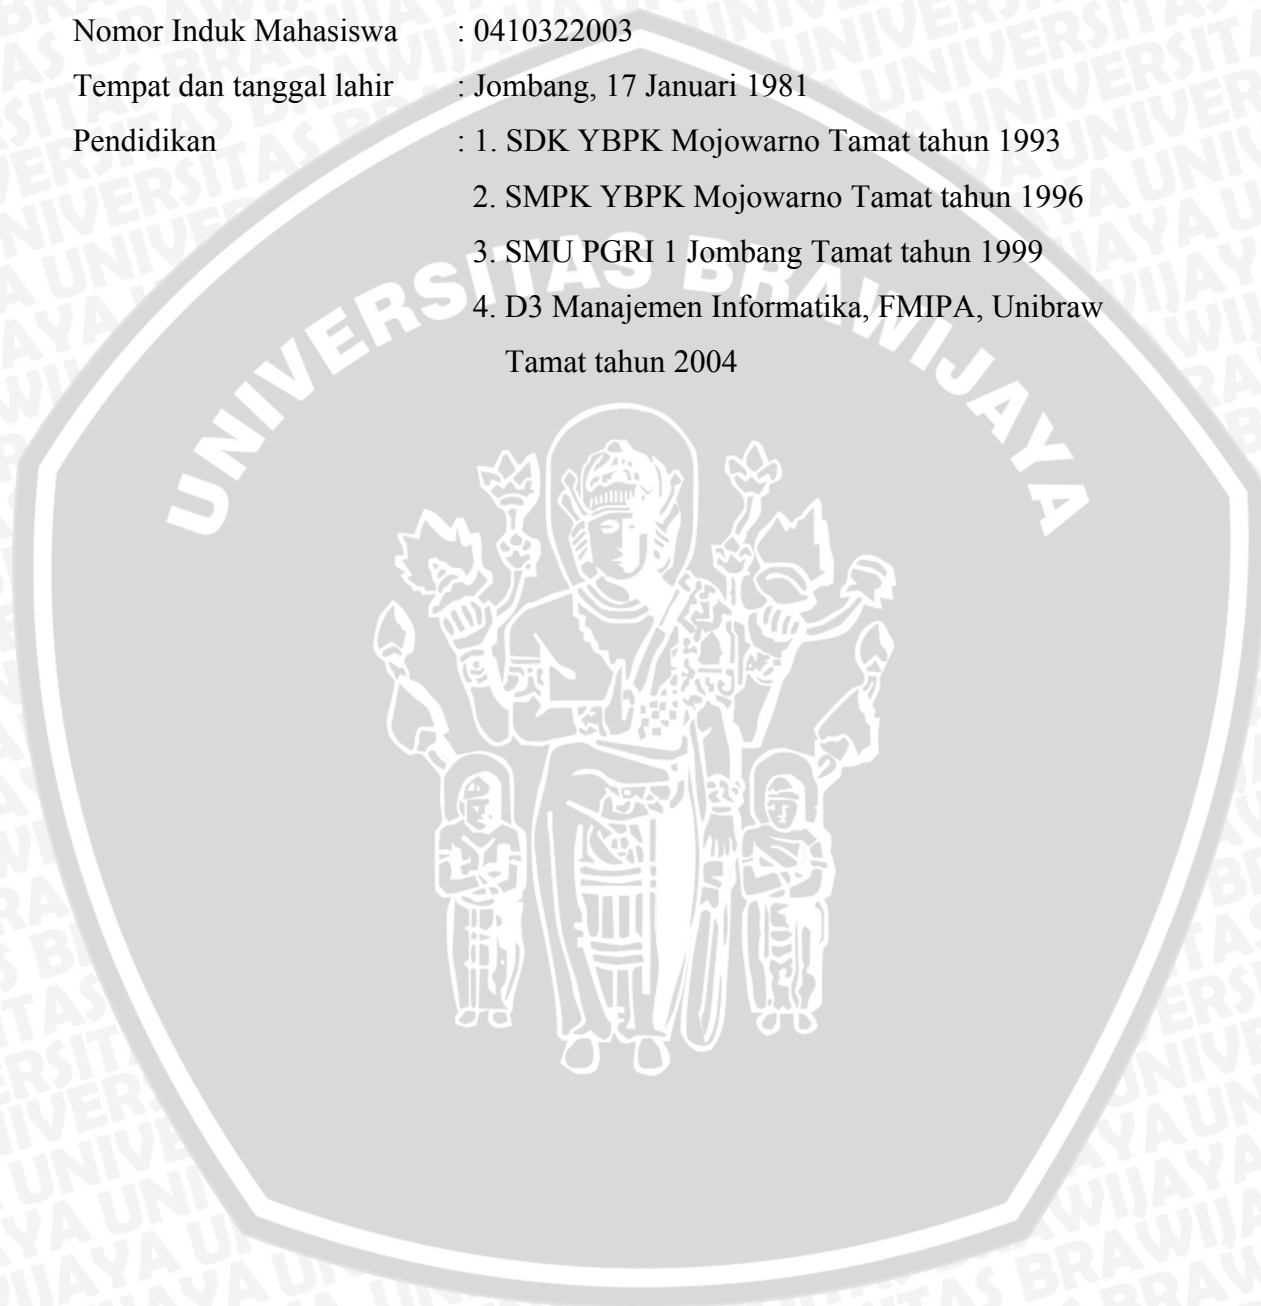 Nomor Induk Mahasiswa : 0410322003
Tempat dan tanggal lahir : Jombang, 17 Januari 1981
Pendidikan : 1. SDK YBPK Mojowarno Tamat tahun 1993
2. SMPK YBPK Mojowarno Tamat tahun 1996
3. SMU PGRI 1 Jombang Tamat tahun 1999
4. D3 Manajemen Informatika, FMIPA, Unibraw
Tamat tahun 2004
UNIVERSITAS BRAWIJAYA